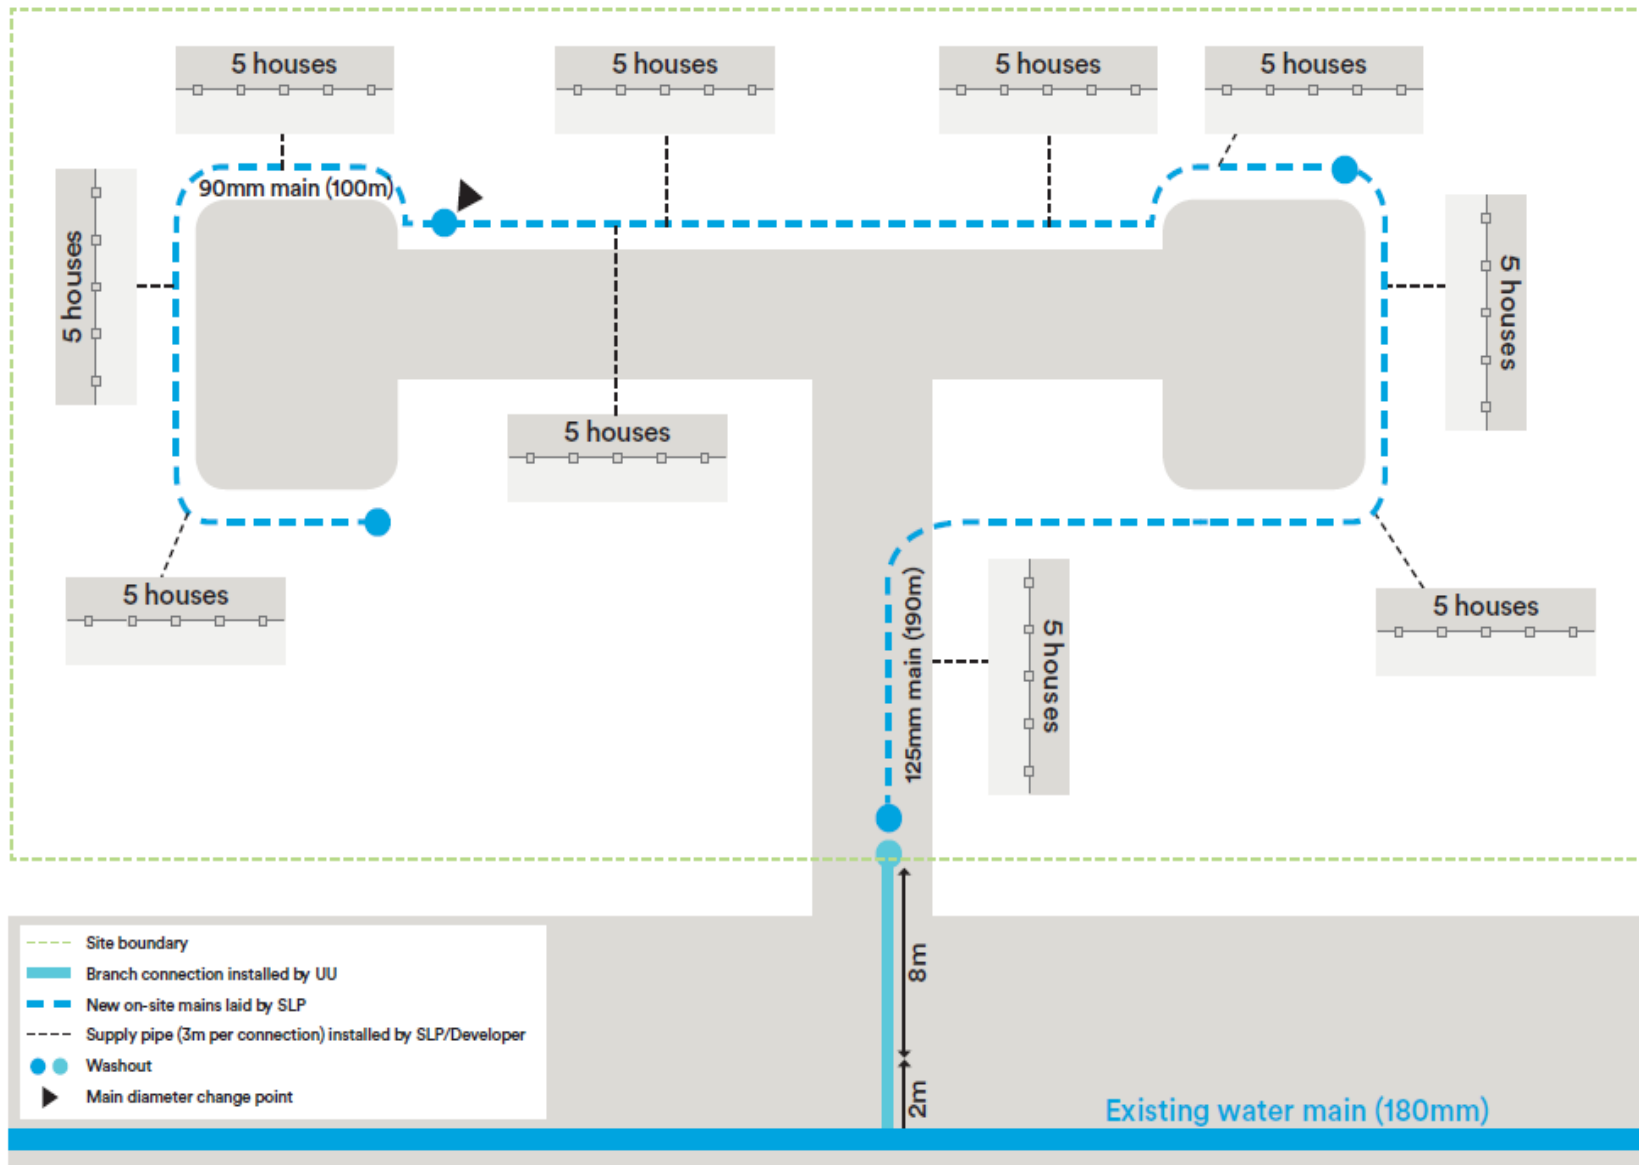 5 houses
5 houses
5 houses
5 houses
90mm main (100m)
5 houses
5 houses
5 houses
5 houses
5 houses
125mm main (190m)
5 houses
8m
2m
Site boundary
Branch connection installed by UU
New on-site mains laid by SLP
Supply pipe (3m per connection) installed by SLP/Developer
Washout
Main diameter change point
Existing water main (180mm)